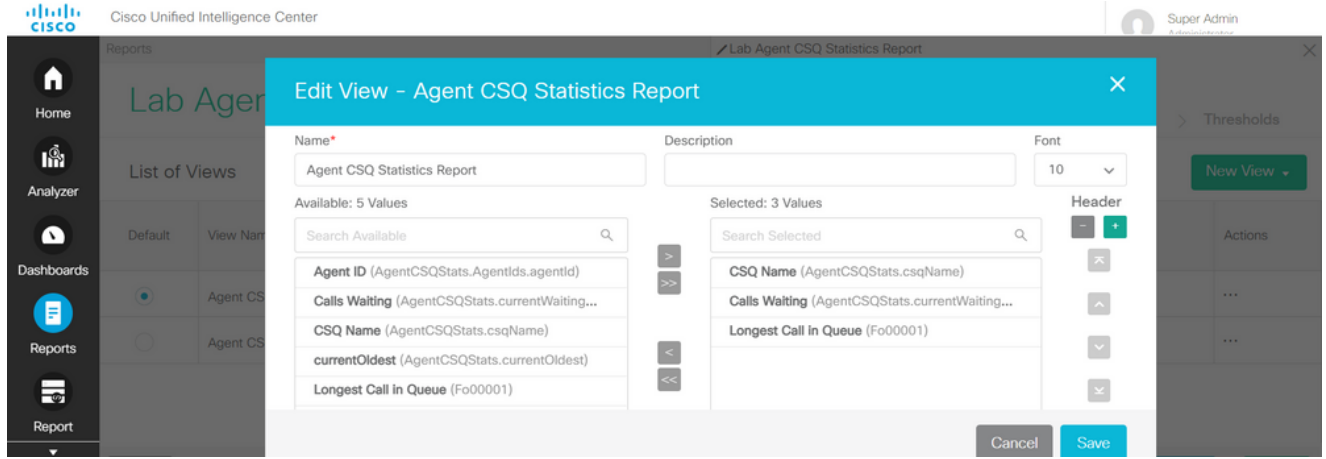 CISCO
Cisco Unified Intelligence Center
Super Admin
Administrator
Reports
Lab Agent CSQ Statistics Report
Home
Analyzer
Dashboards
Reports
Report
Lab Ager
Thresholds
List of Views
New View
Default
View Nam
Actions
Agent CS
...
Agent CS
...
Edit View - Agent CSQ Statistics Report
Name*
Description
Font
Agent CSQ Statistics Report
10
Available: 5 Values
Selected: 3 Values
Header
Search Available
Search Selected
- +
>
>>
<
<<
Agent ID (AgentCSQStats.AgentIds.agentId)
Calls Waiting (AgentCSQStats.currentWaiting...
CSQ Name (AgentCSQStats.csqName)
currentOldest (AgentCSQStats.currentOldest)
Longest Call in Queue (Fo00001)
CSQ Name (AgentCSQStats.csqName)
Calls Waiting (AgentCSQStats.currentWaiting...
Longest Call in Queue (Fo00001)
Cancel
Save